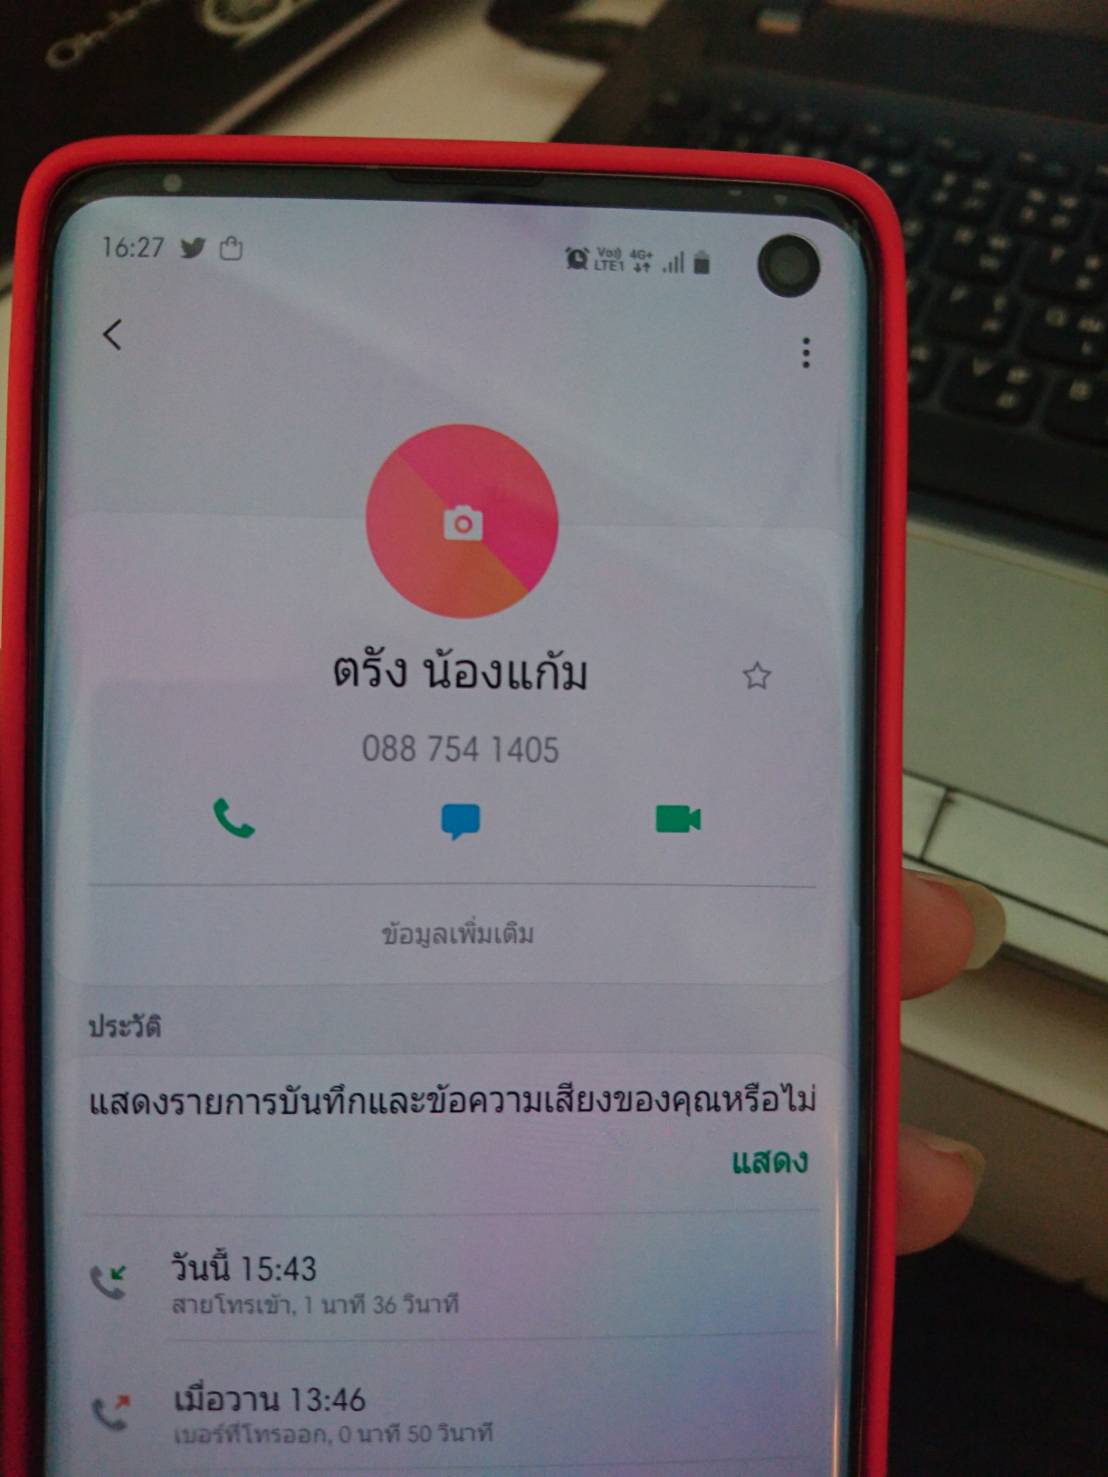 16:27
Vo)) LTE1 4G+
ตรัง น้องแก้ม
088 754 1405
ข้อมูลเพิ่มเติม
ประวัติ
แสดงรายการบันทึกและข้อความเสียงของคุณหรือไม่
แสดง
วันนี้ 15:43
สายโทรเข้า, 1 นาที 36 วินาที
เมื่อวาน 13:46
เบอร์ที่โทรออก, 0 นาที 50 วินาที